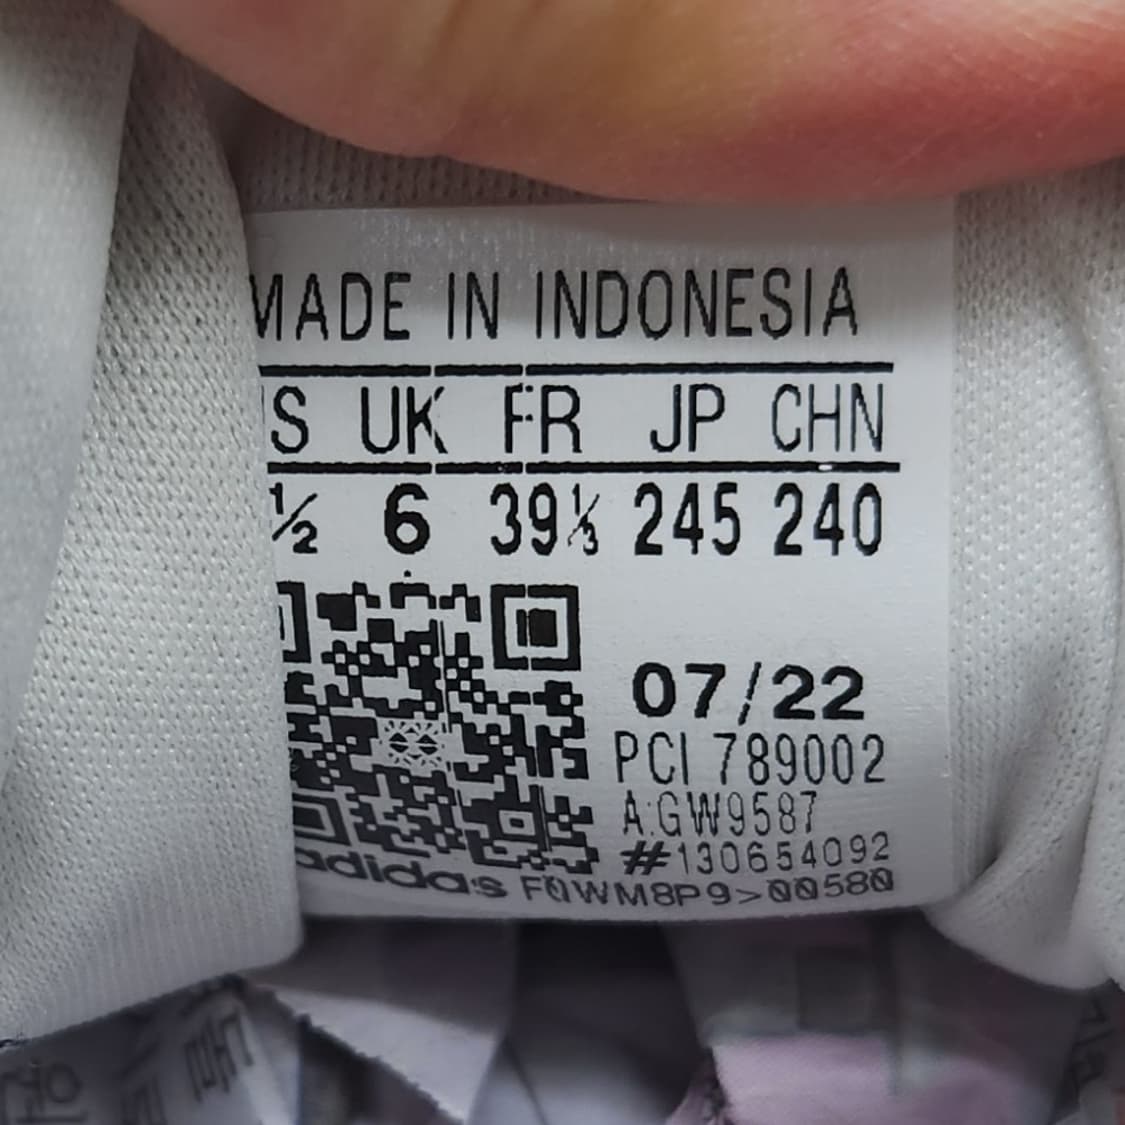 MADE IN INDONESIA
S UK FR JP CHN
½ 6 39⅓ 245 240
07/22
PCI 789002
A:GW9587
#130654092
adidas F0WM8P9>00580